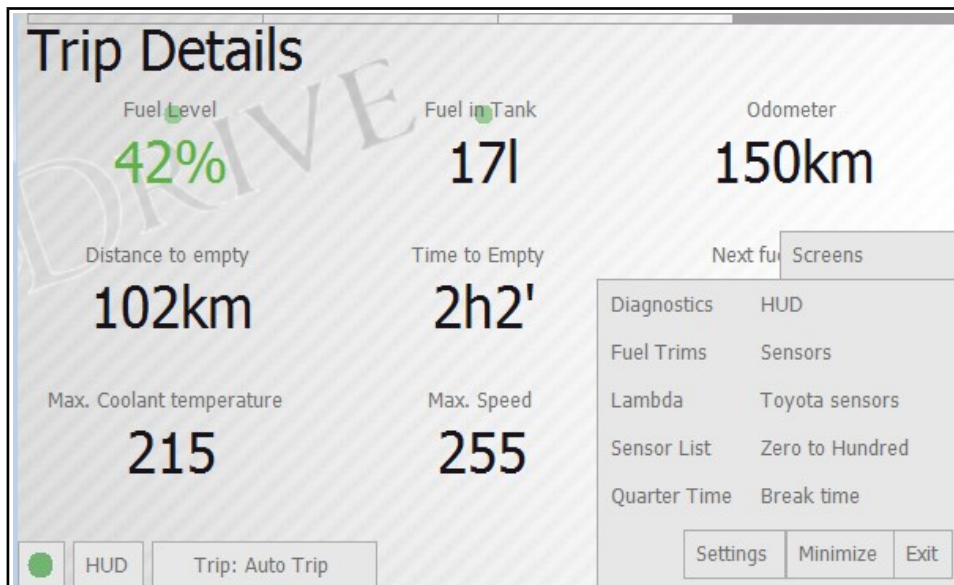 Trip Details
DRIVE
Fuel Level
Fuel in Tank
Odometer
42%
17l
150km
Distance to empty
Time to Empty
Next fu
Screens
102km
2h2'
Diagnostics
HUD
Fuel Trims
Sensors
Max. Coolant temperature
Max. Speed
Lambda
Toyota sensors
215
255
Sensor List
Zero to Hundred
Quarter Time
Break time
HUD
Trip: Auto Trip
Settings
Minimize
Exit